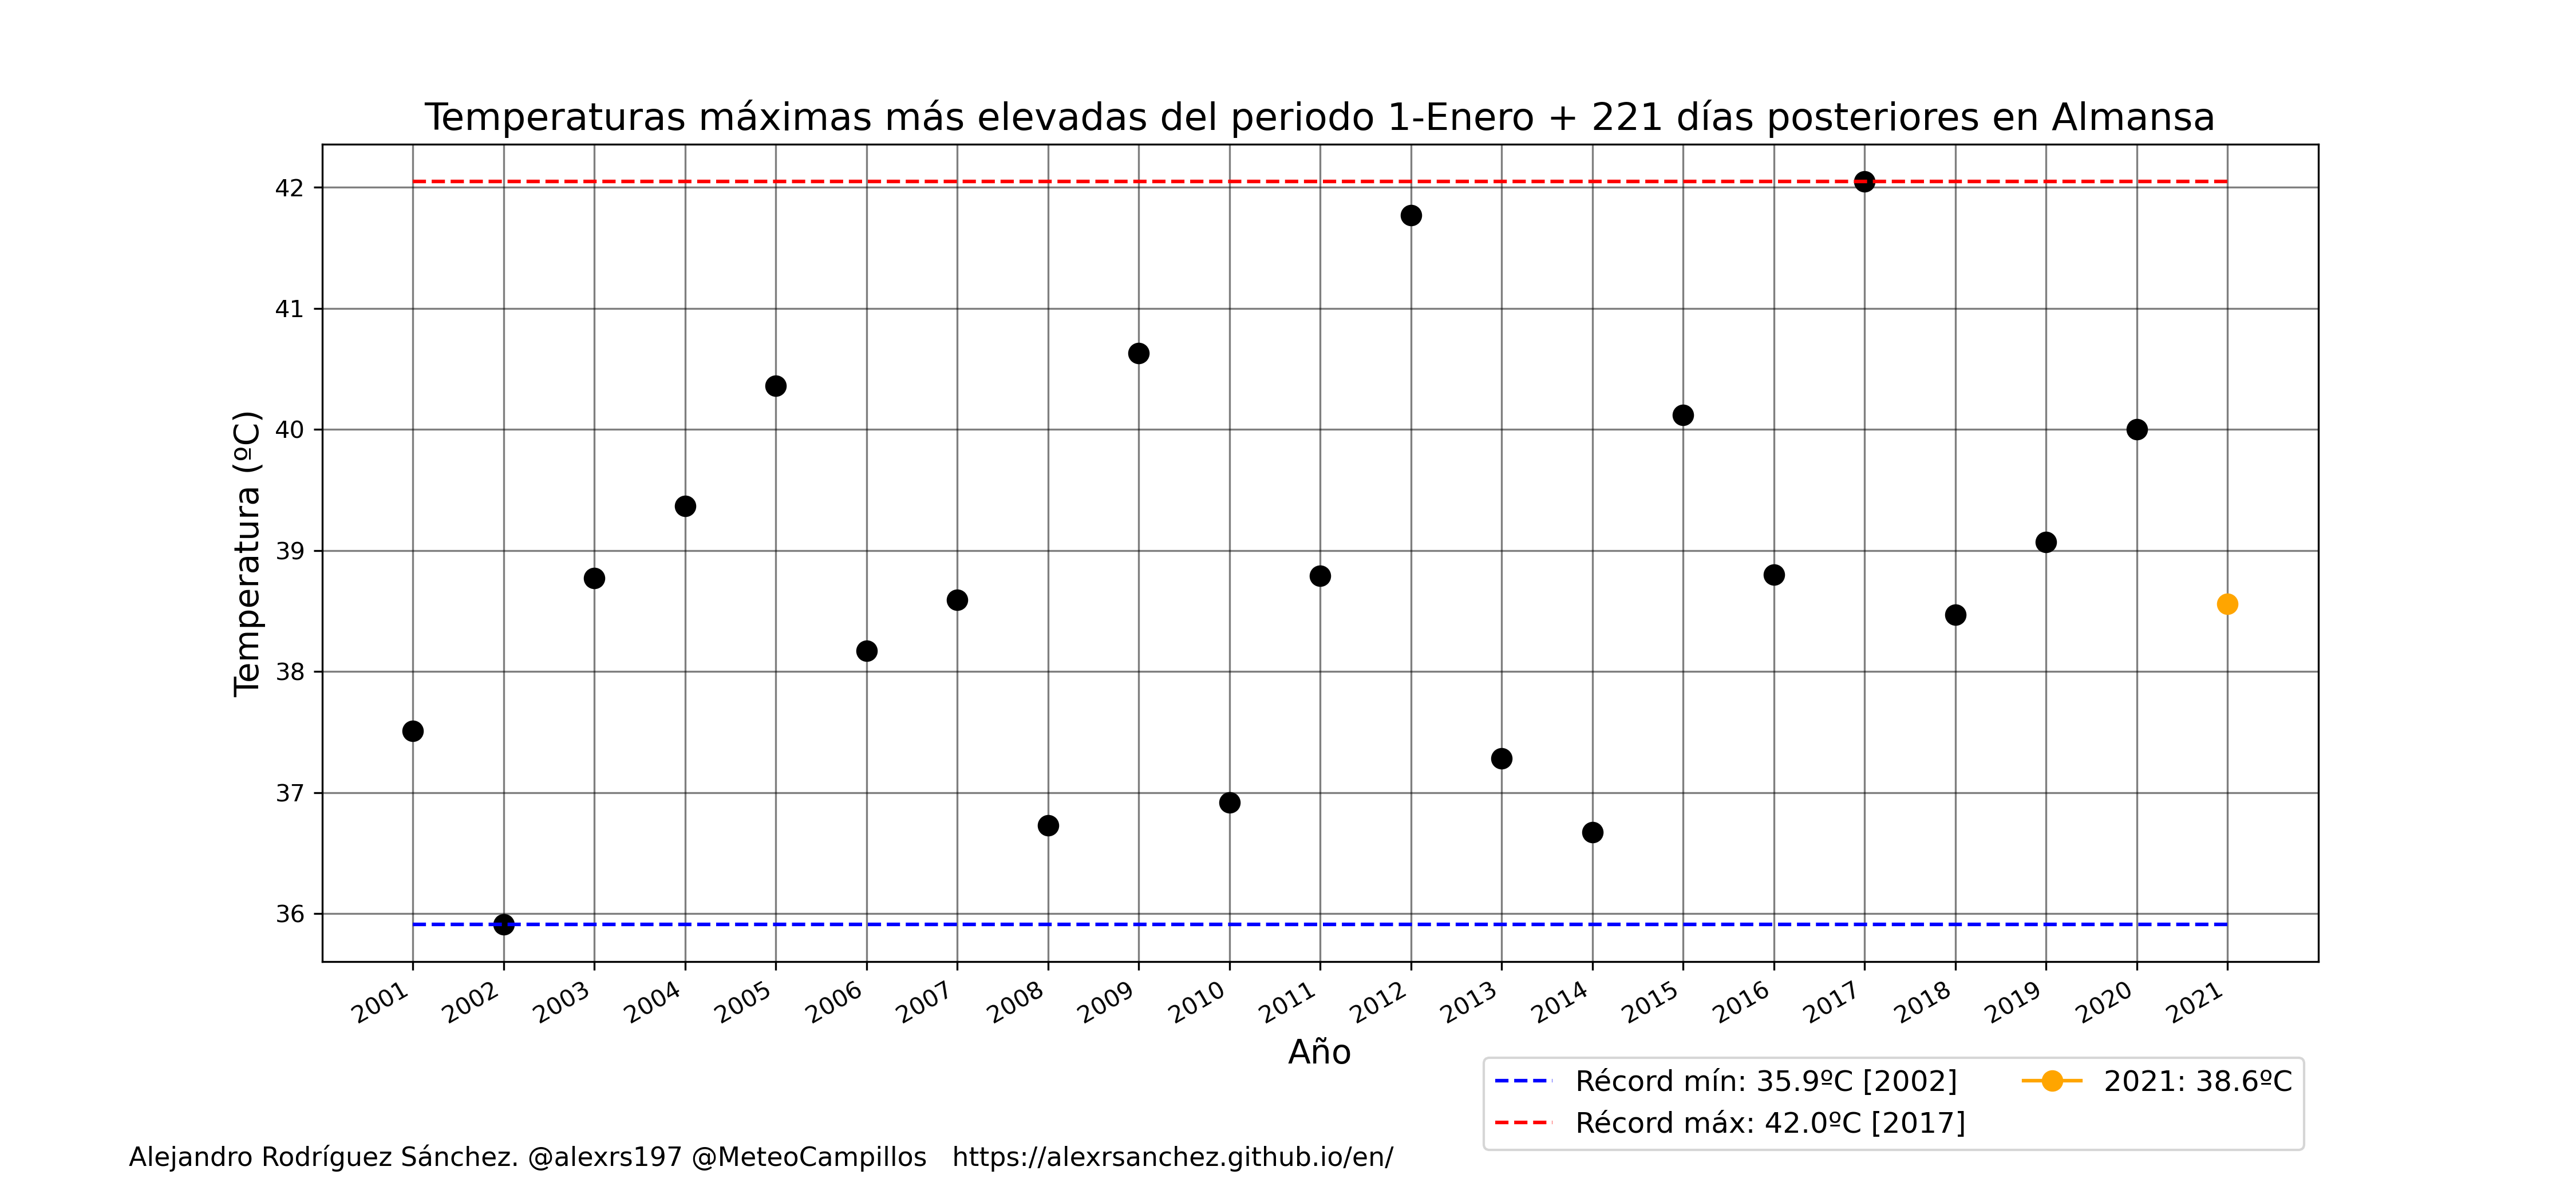 Temperaturas máximas más elevadas del periodo 1-Enero + 221 días posteriores en Almansa
Temperatura (ºC)
42
41
40
39
38
37
36
2001 2002 2003 2004 2005 2006 2007 2008 2009 2010 2011 2012 2013 2014 2015 2016 2017 2018 2019 2020 2021
Año
Récord mín: 35.9ºC [2002]
Récord máx: 42.0ºC [2017]
2021: 38.6ºC
Alejandro Rodríguez Sánchez. @alexrs197 @MeteoCampillos https://alexrsanchez.github.io/en/